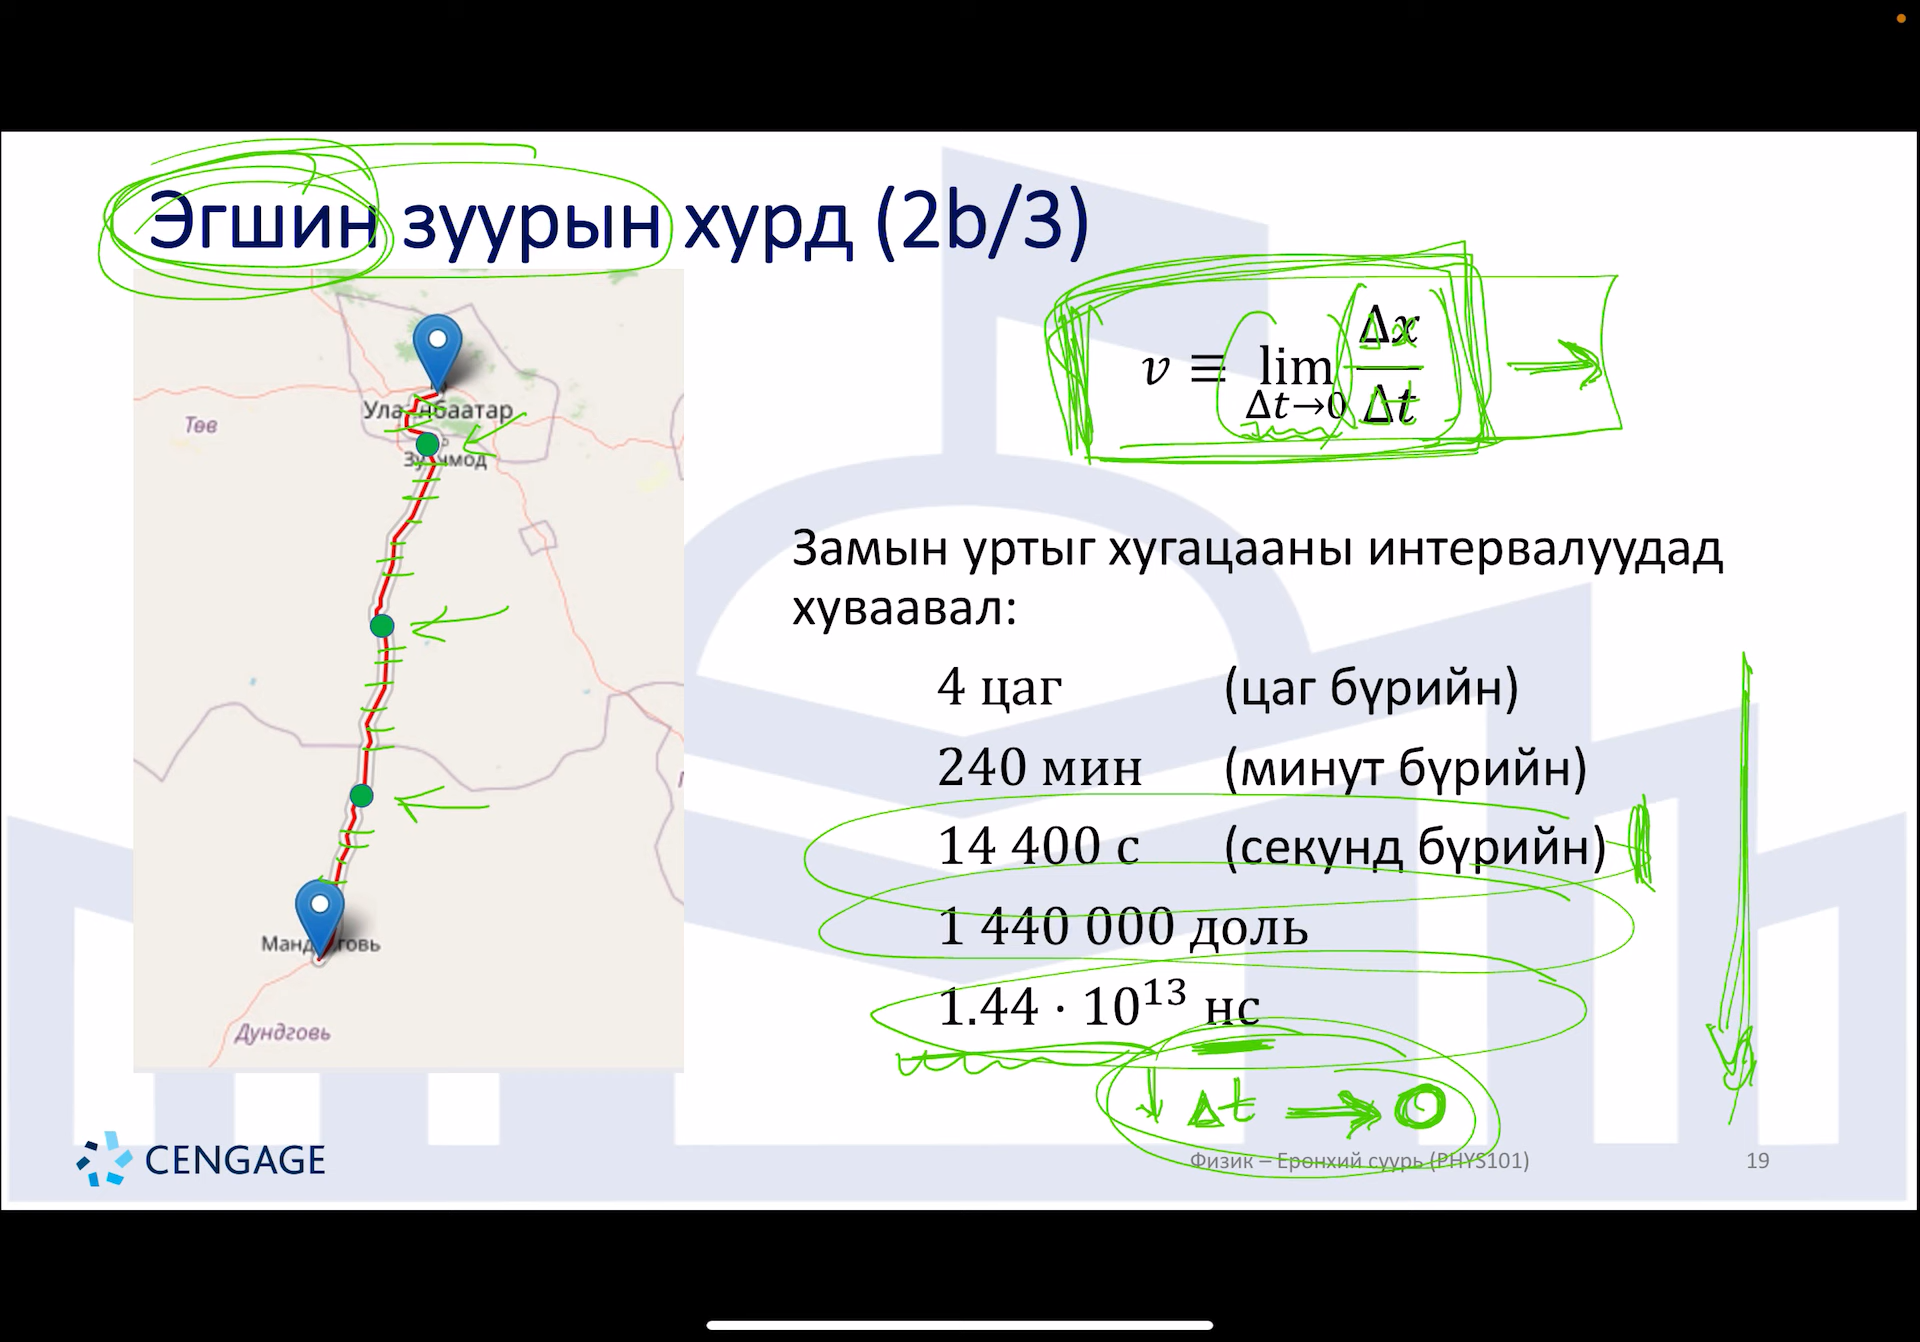 Эгшин зуурын хурд (2b/3)
Төв
Улаанбаатар
Зуунмод
Мандалговь
Дундговь
v ≡ lim Δx
Δt→0 Δt
Замын уртыг хугацааны интервалуудад
хуваавал:
4 цаг (цаг бүрийн)
240 мин (минут бүрийн)
14 400 с (секунд бүрийн)
1 440 000 доль
1.44 · 10¹³ нс
Δt → 0
CENGAGE
Физик – Ерөнхий суурь (PHYS101)
19